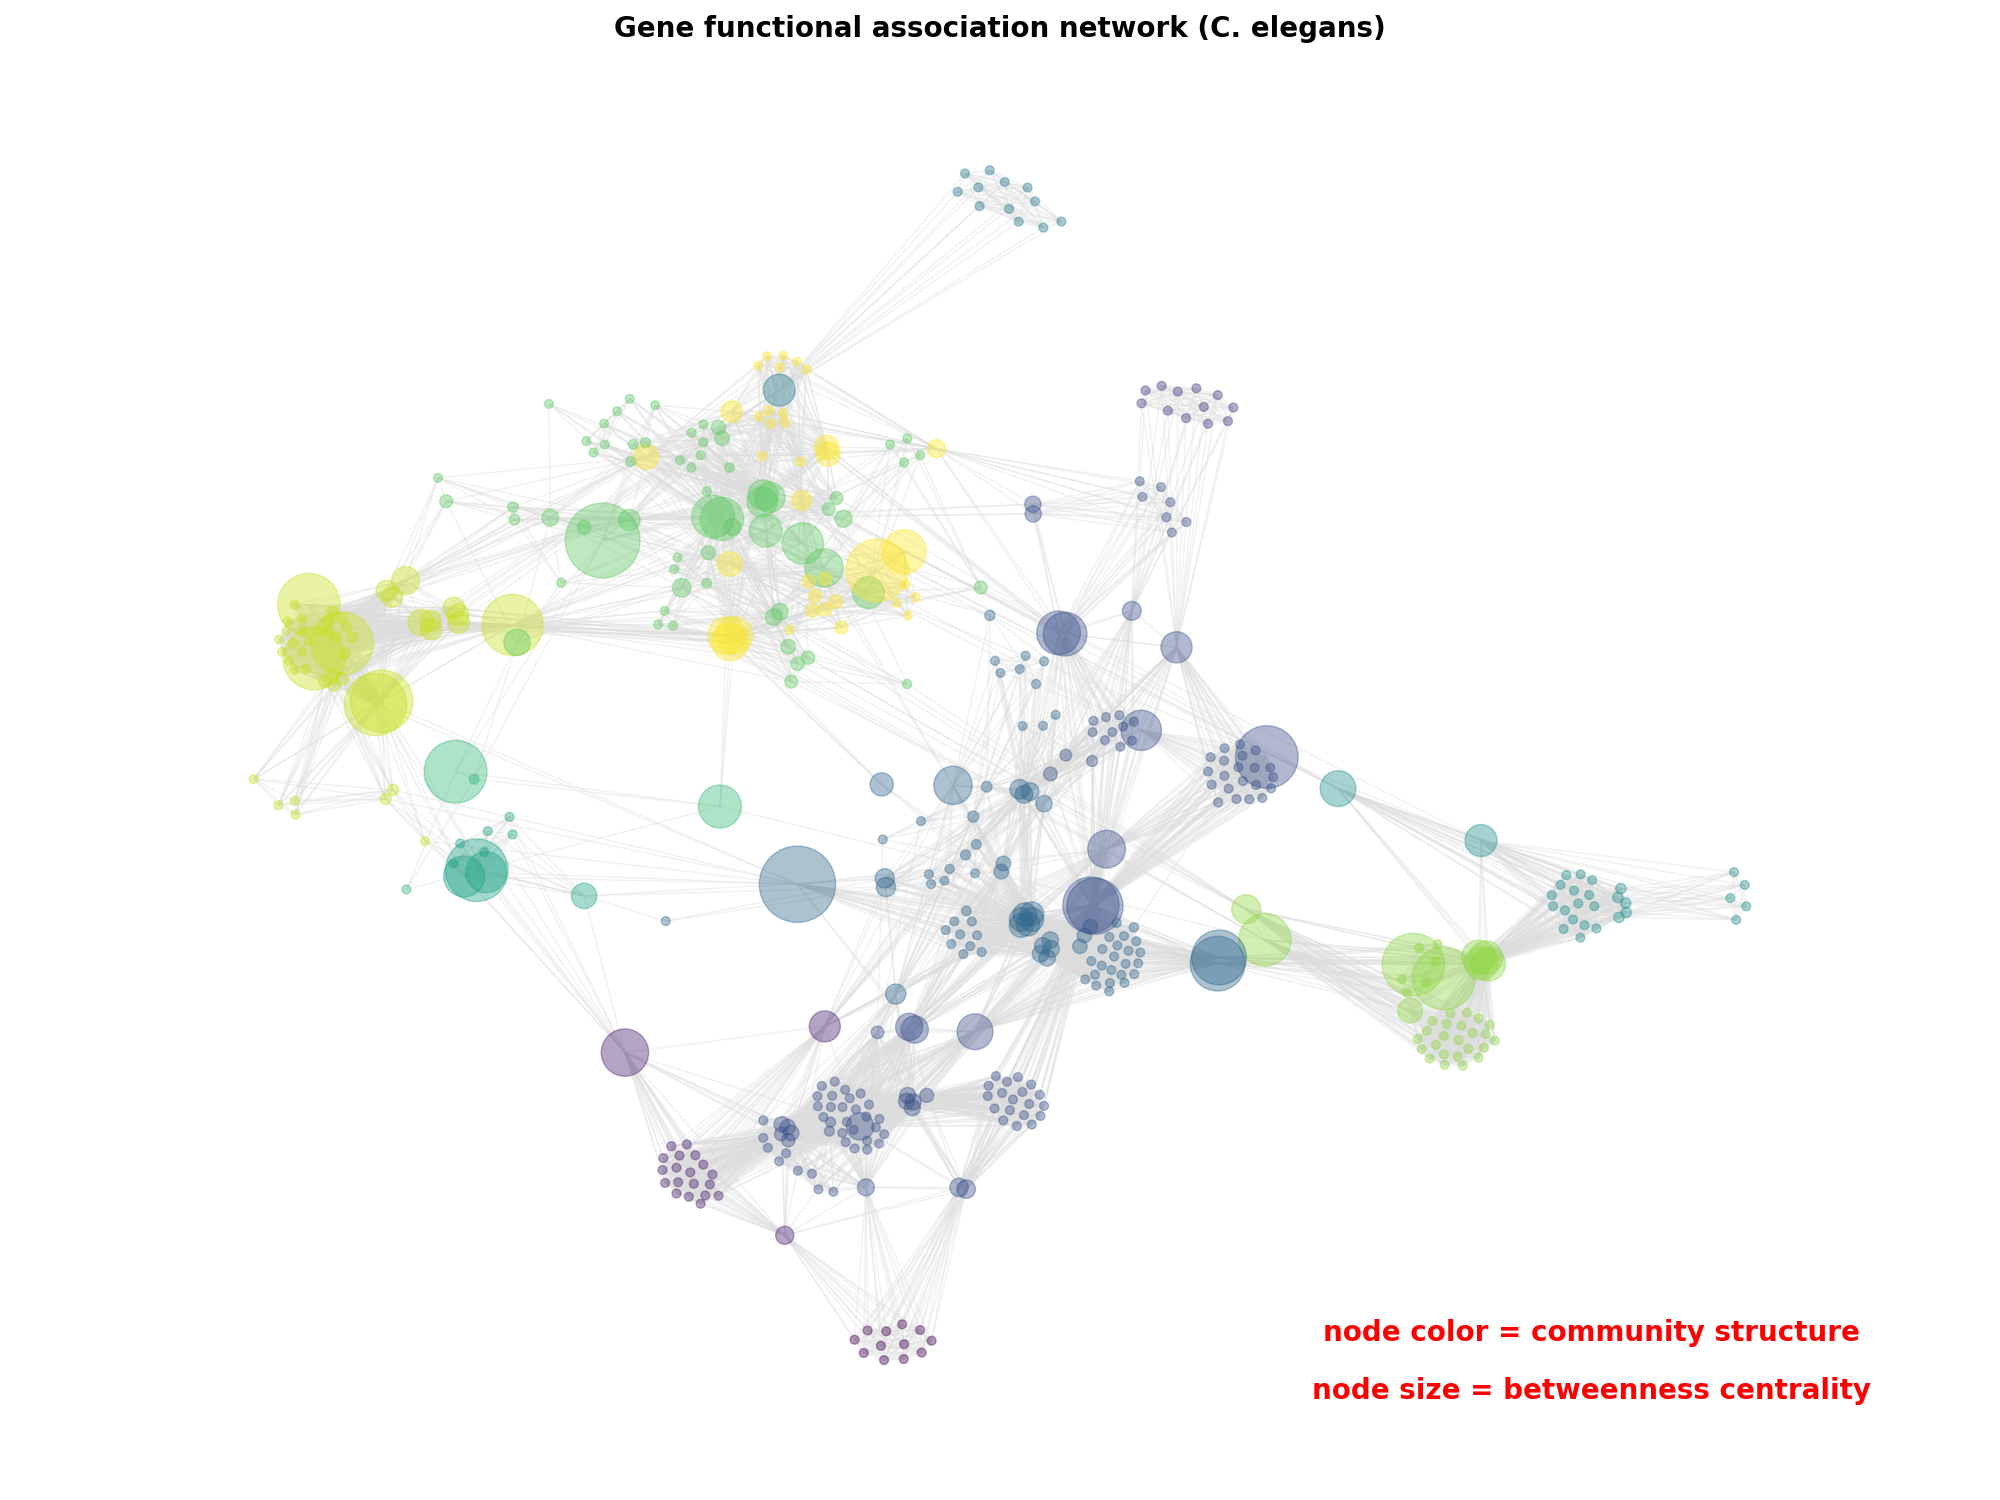 Gene functional association network (C. elegans)
node color = community structure
node size = betweenness centrality